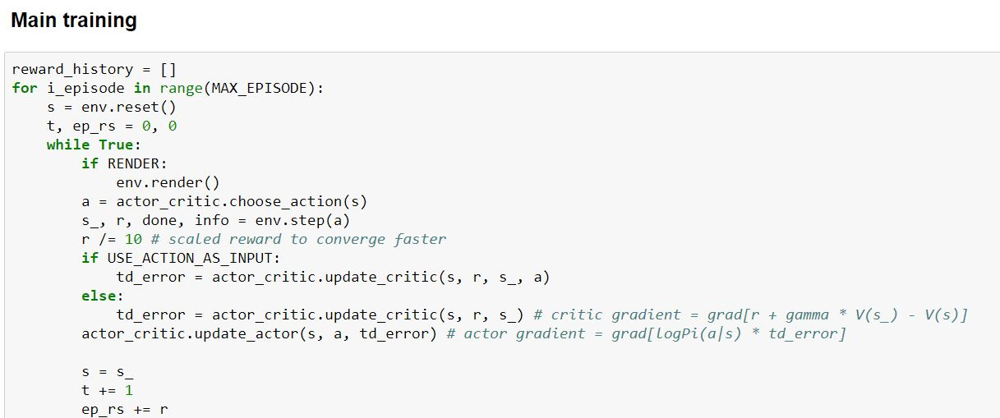 Main training
reward_history = []
for i_episode in range(MAX_EPISODE):
    s = env.reset()
    t, ep_rs = 0, 0
    while True:
        if RENDER:
            env.render()
        a = actor_critic.choose_action(s)
        s_, r, done, info = env.step(a)
        r /= 10 # scaled reward to converge faster
        if USE_ACTION_AS_INPUT:
            td_error = actor_critic.update_critic(s, r, s_, a)
        else:
            td_error = actor_critic.update_critic(s, r, s_) # critic gradient = grad[r + gamma * V(s_) - V(s)]
        actor_critic.update_actor(s, a, td_error) # actor gradient = grad[logPi(a|s) * td_error]
        s = s_
        t += 1
        ep_rs += r